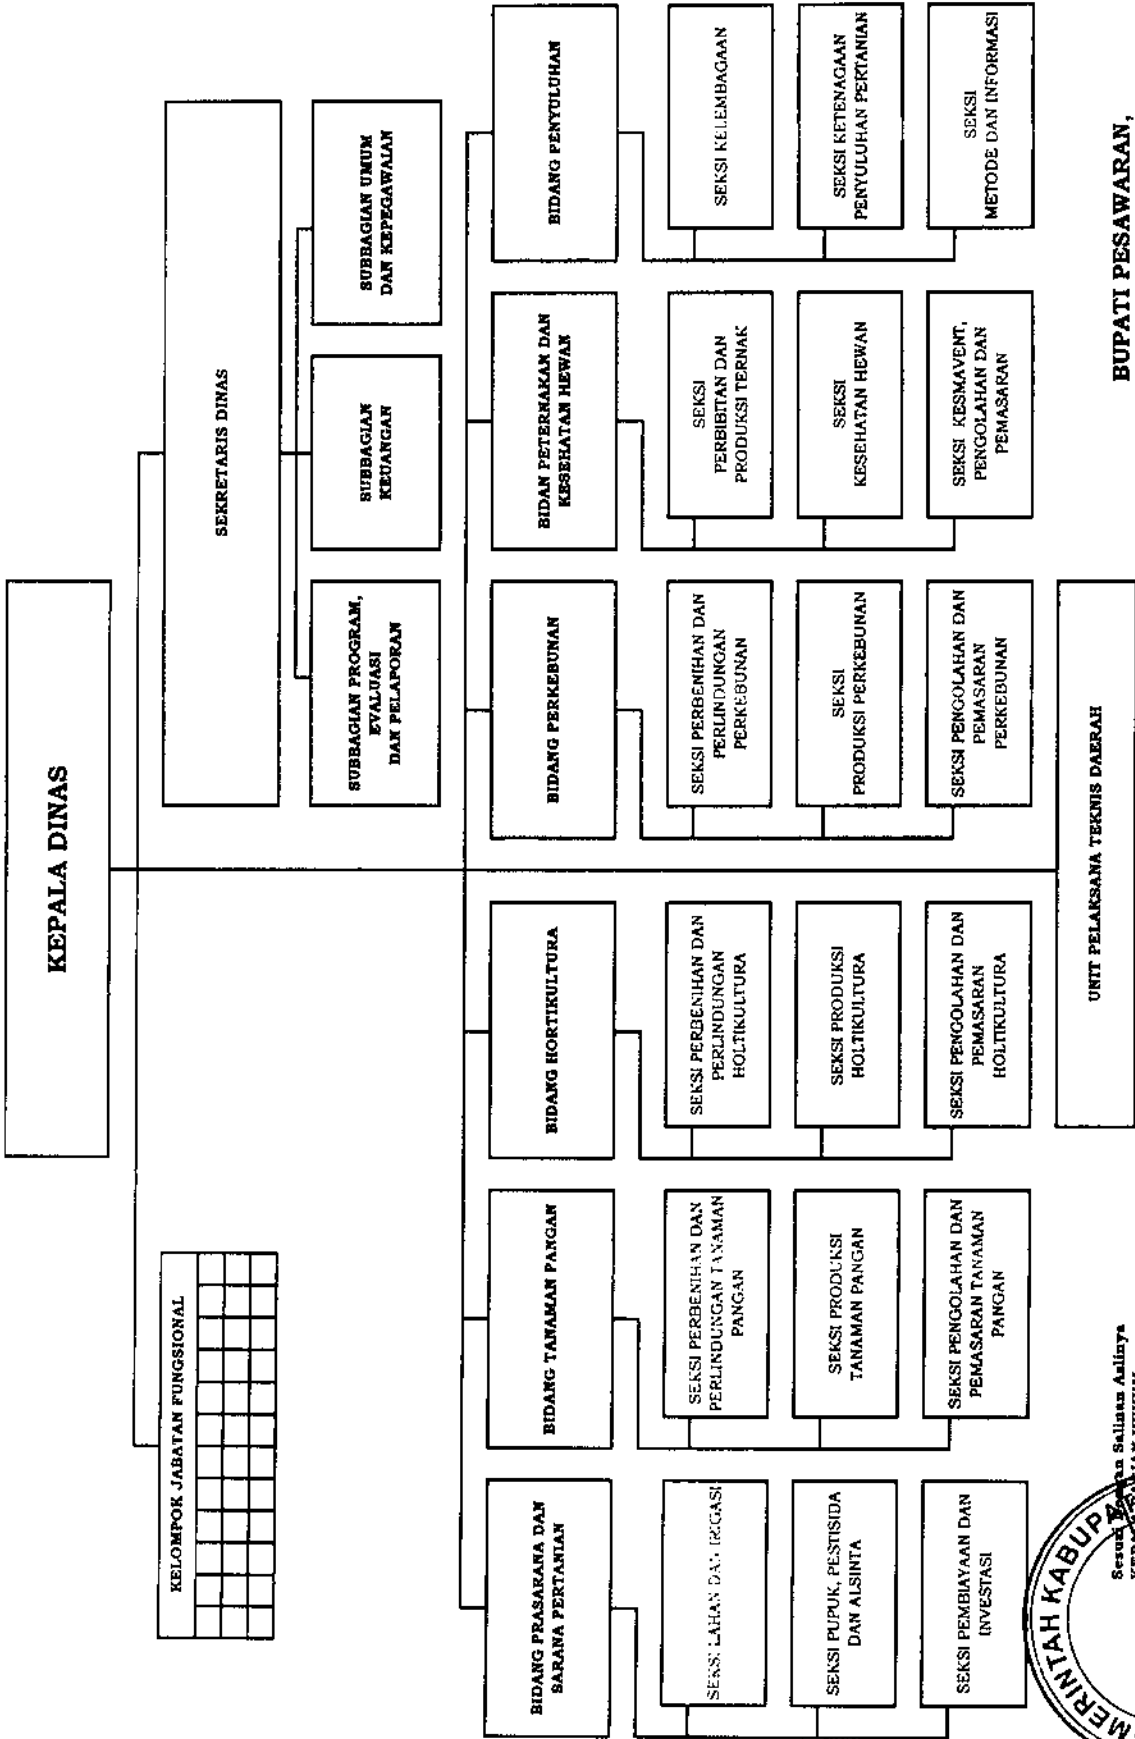 KEPALA DINAS
KELOMPOK JABATAN FUNGSIONAL
SEKRETARIS DINAS
SUBBAGIAN PROGRAM,
EVALUASI
DAN PELAPORAN
SUBBAGIAN
KEUANGAN
SUBBAGIAN UMUM
DAN KEPEGAWAIAN
BIDANG PRASARANA DAN
SARANA PERTANIAN
BIDANG TANAMAN PANGAN
BIDANG HORTIKULTURA
BIDANG PERKEBUNAN
BIDAN PETERNAKAN DAN
KESEHATAN HEWAN
BIDANG PENYULUHAN
SEKSI LAHAN DAN IRIGASI
SEKSI PERBENIHAN DAN
PERLINDUNGAN TANAMAN
PANGAN
SEKSI PERBENIHAN DAN
PERLINDUNGAN
HOLTIKULTURA
SEKSI PERBENIHAN DAN
PERLINDUNGAN
PERKEBUNAN
SEKSI
PERBIBITAN DAN
PRODUKSI TERNAK
SEKSI KELEMBAGAAN
SEKSI PUPUK, PESTISIDA
DAN ALSINTA
SEKSI PRODUKSI
TANAMAN PANGAN
SEKSI PRODUKSI
HOLTIKULTURA
SEKSI
PRODUKSI PERKEBUNAN
SEKSI
KESEHATAN HEWAN
SEKSI KETENAGAAN
PENYULUHAN PERTANIAN
SEKSI PEMBIAYAAN DAN
INVESTASI
SEKSI PENGOLAHAN DAN
PEMASARAN TANAMAN
PANGAN
SEKSI PENGOLAHAN DAN
PEMASARAN
HOLTIKULTURA
SEKSI PENGOLAHAN DAN
PEMASARAN
PERKEBUNAN
SEKSI KESMAVENT,
PENGOLAHAN DAN
PEMASARAN
SEKSI
METODE DAN INFORMASI
UNIT PELAKSANA TEKNIS DAERAH
BUPATI PESAWARAN,
Salinan Aslinya
MERINTAH KABUP